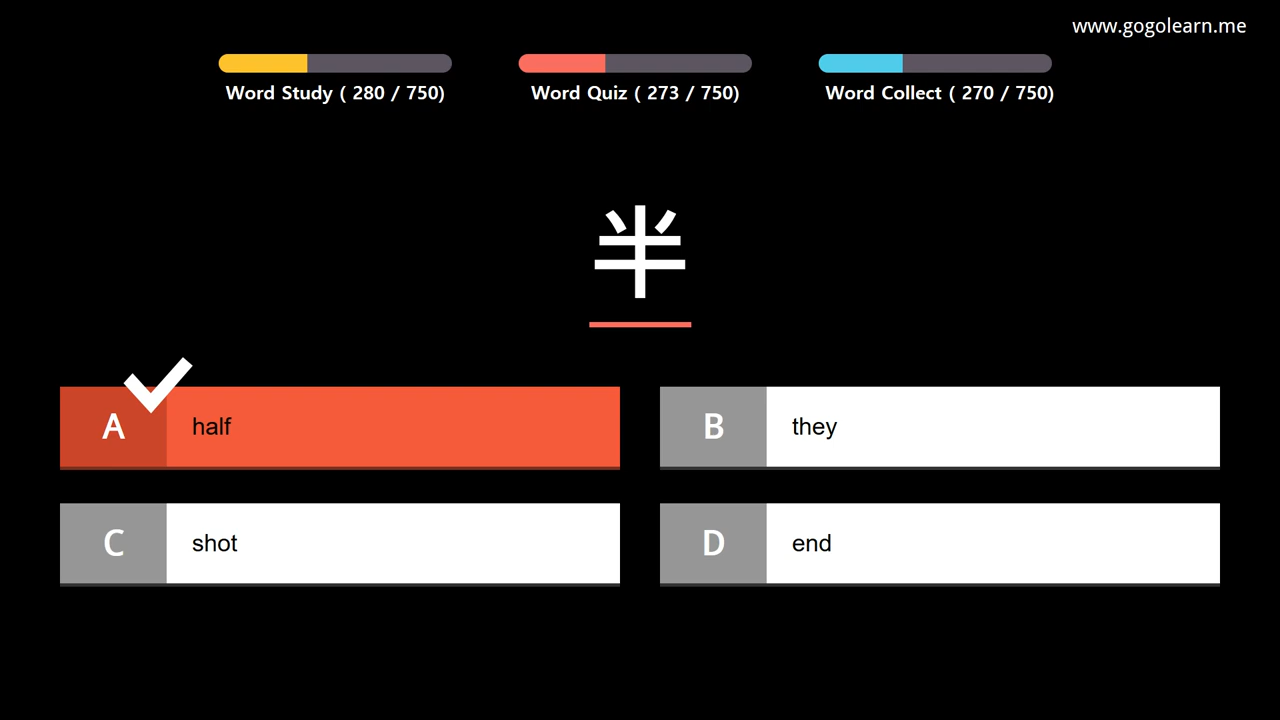 www.gogolearn.me
Word Study ( 280 / 750)
Word Quiz ( 273 / 750)
Word Collect ( 270 / 750)
半
A half
B they
C shot
D end